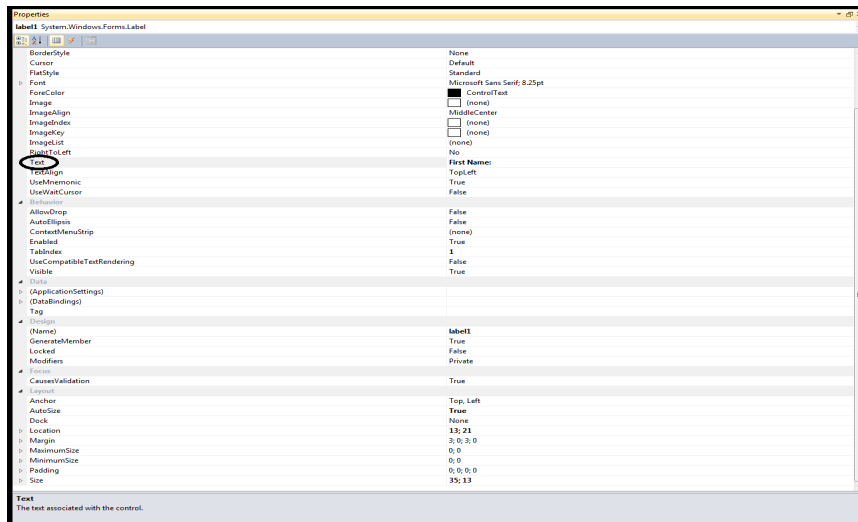 Properties
label1 System.Windows.Forms.Label
BorderStyle None
Cursor Default
FlatStyle Standard
Font Microsoft Sans Serif; 8.25pt
ForeColor ControlText
Image (none)
ImageAlign MiddleCenter
ImageIndex (none)
ImageKey (none)
ImageList (none)
RightToLeft No
Text First Name:
TextAlign TopLeft
UseMnemonic True
UseWaitCursor False
Behavior
AllowDrop False
AutoEllipsis False
ContextMenuStrip (none)
Enabled True
TabIndex 1
UseCompatibleTextRendering False
Visible True
Data
(ApplicationSettings)
(DataBindings)
Tag
Design
(Name) label1
GenerateMember True
Locked False
Modifiers Private
Focus
CausesValidation True
Layout
Anchor Top, Left
AutoSize True
Dock None
Location 13; 21
Margin 3; 0; 3; 0
MaximumSize 0; 0
MinimumSize 0; 0
Padding 0; 0; 0; 0
Size 35; 13
Text
The text associated with the control.